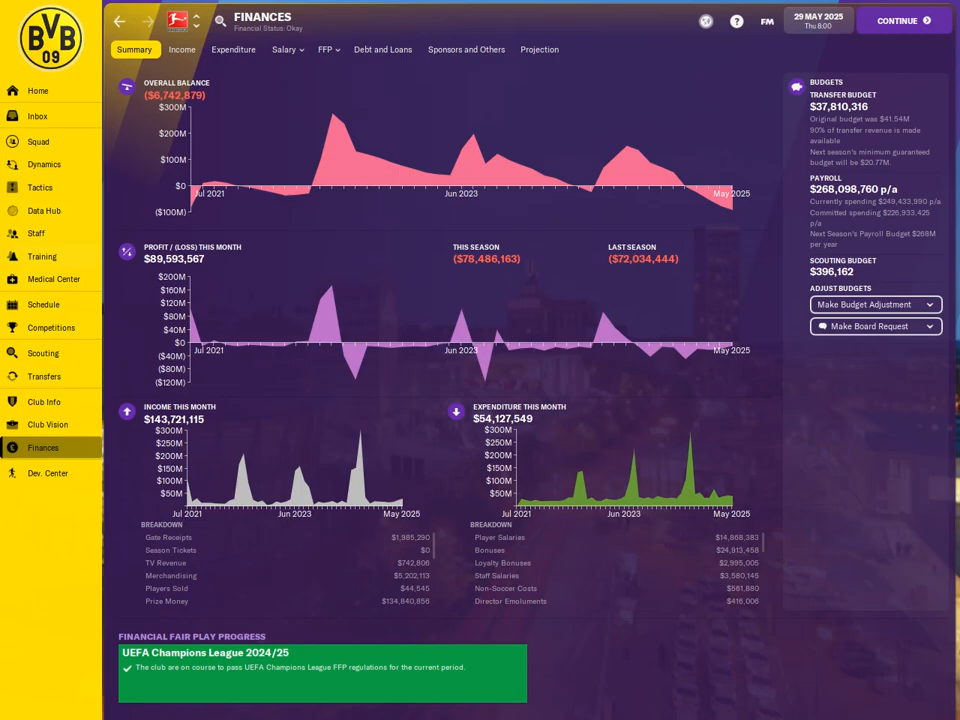 BVB
09
FINANCES
Financial Status: Okay
FM
29 MAY 2025
Thu 8:00
CONTINUE
Summary
Income
Expenditure
Salary
FFP
Debt and Loans
Sponsors and Others
Projection
Home
Inbox
Squad
Dynamics
Tactics
Data Hub
Staff
Training
Medical Center
Schedule
Competitions
Scouting
Transfers
Club Info
Club Vision
Finances
Dev. Center
OVERALL BALANCE
($6,742,879)
$300M
$200M
$100M
$0
($100M)
Jul 2021
Jun 2023
May 2025
PROFIT / (LOSS) THIS MONTH
$89,593,567
THIS SEASON
($78,486,163)
LAST SEASON
($72,034,444)
$200M
$160M
$120M
$80M
$40M
$0
($40M)
($80M)
($120M)
Jul 2021
Jun 2023
May 2025
INCOME THIS MONTH
$143,721,115
$300M
$250M
$200M
$150M
$100M
$50M
Jul 2021
Jun 2023
May 2025
BREAKDOWN
Gate Receipts $1,985,290
Season Tickets $0
TV Revenue $742,806
Merchandising $5,202,113
Players Sold $44,545
Prize Money $134,840,856
EXPENDITURE THIS MONTH
$54,127,549
$300M
$250M
$200M
$150M
$100M
$50M
Jul 2021
Jun 2023
May 2025
BREAKDOWN
Player Salaries $14,868,383
Bonuses $24,913,458
Loyalty Bonuses $2,995,005
Staff Salaries $3,580,145
Non-Soccer Costs $561,880
Director Emoluments $416,006
BUDGETS
TRANSFER BUDGET
$37,810,316
Original budget was $41.54M
90% of transfer revenue is made
available
Next season's minimum guaranteed
budget will be $20.77M.
PAYROLL
$268,098,760 p/a
Currently spending $249,433,990 p/a
Committed spending $226,933,425
p/a
Next Season's Payroll Budget $268M
per year
SCOUTING BUDGET
$396,162
ADJUST BUDGETS
Make Budget Adjustment
Make Board Request
FINANCIAL FAIR PLAY PROGRESS
UEFA Champions League 2024/25
The club are on course to pass UEFA Champions League FFP regulations for the current period.